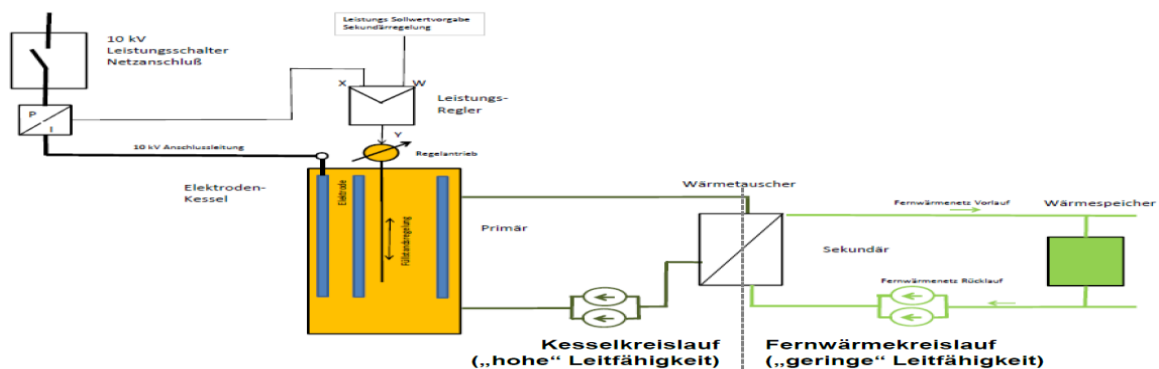 Leistungs Sollwertvorgabe
Sekundärregelung
10 kV
Leistungsschalter
Netzanschluß
X
W
Leistungs-
Regler
P
I
Y
10 kV Anschlussleitung
Regelantrieb
Elektroden-
Kessel
Elektrode
Füllstandsregelung
Primär
Wärmetauscher
Fernwärmenetz Vorlauf
Wärmespeicher
Sekundär
Fernwärmenetz Rücklauf
Kesselkreislauf
(„hohe“ Leitfähigkeit)
Fernwärmekreislauf
(„geringe“ Leitfähigkeit)